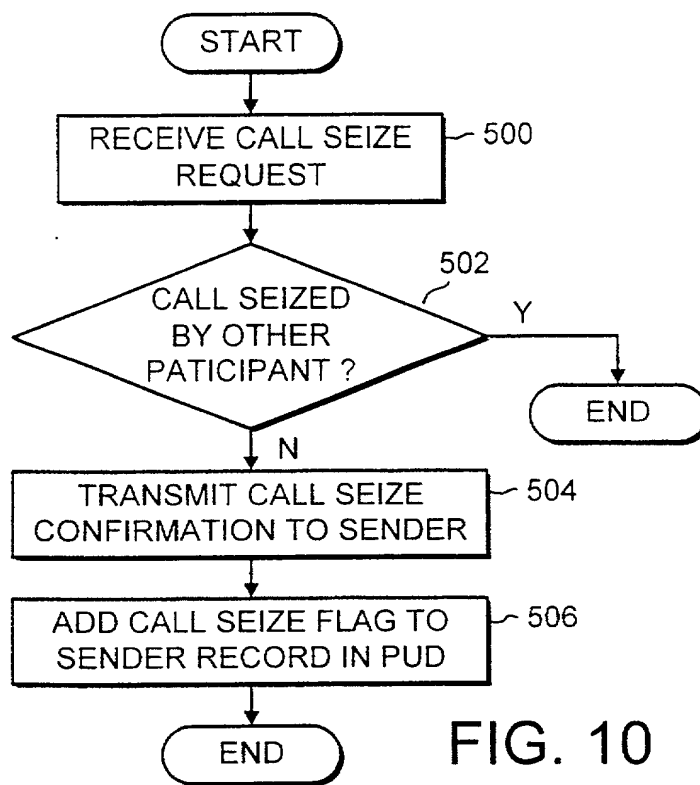 START
RECEIVE CALL SEIZE
REQUEST
500
CALL SEIZED
BY OTHER
PATICIPANT ?
502
Y
END
N
TRANSMIT CALL SEIZE
CONFIRMATION TO SENDER
504
ADD CALL SEIZE FLAG TO
SENDER RECORD IN PUD
506
END
FIG. 10